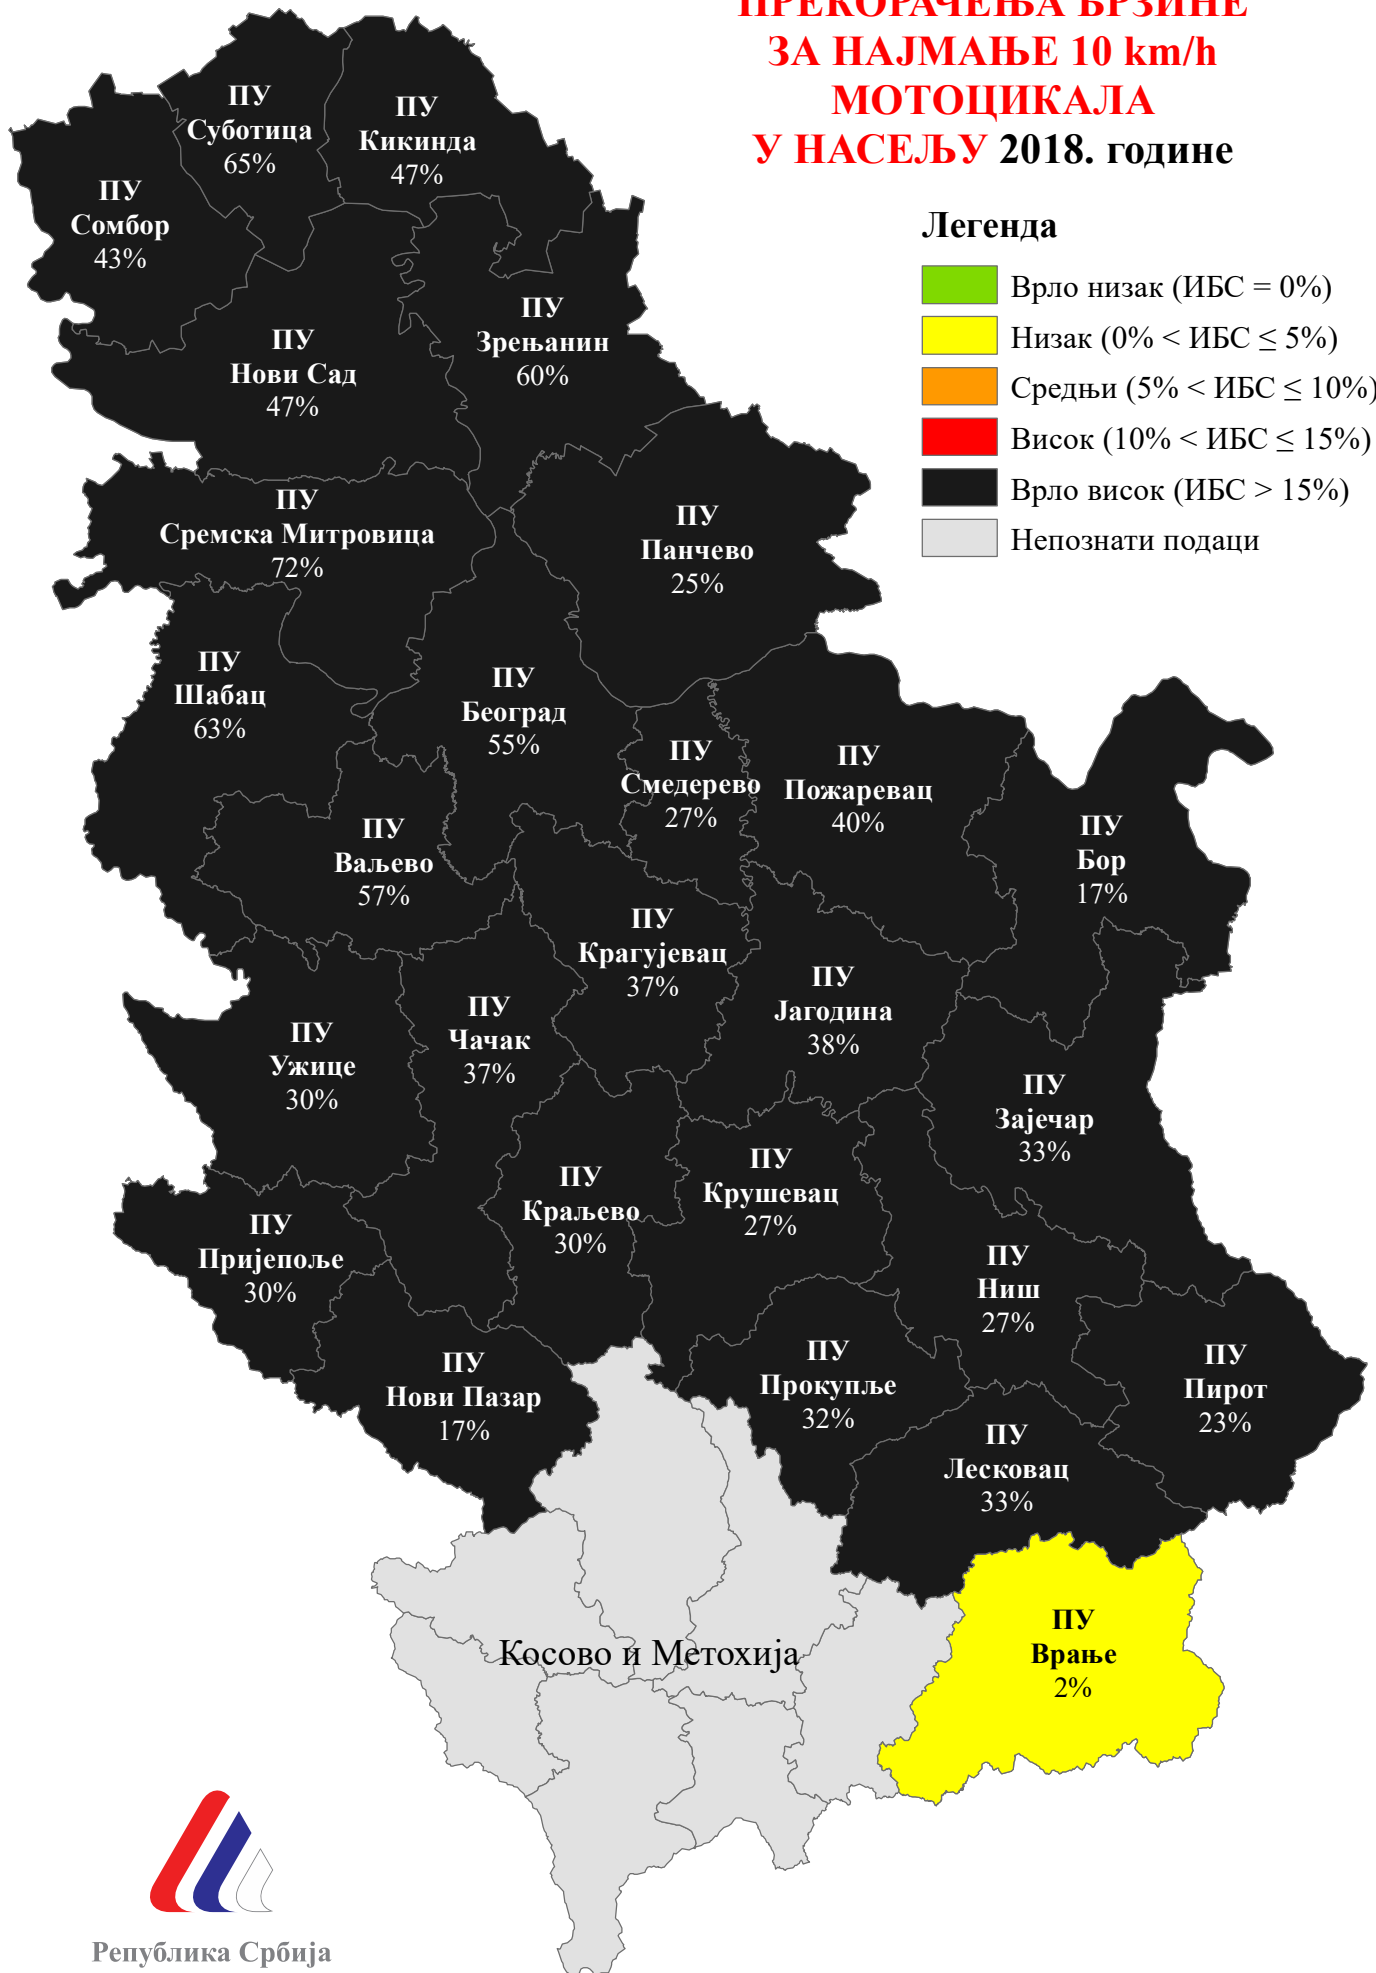 ПРЕКОРАЧЕЊА БРЗИНЕ
ЗА НАЈМАЊЕ 10 km/h
МОТОЦИКАЛА
У НАСЕЉУ 2018. године
Легенда
Врло низак (ИБС = 0%)
Низак (0% < ИБС ≤ 5%)
Средњи (5% < ИБС ≤ 10%)
Висок (10% < ИБС ≤ 15%)
Врло висок (ИБС > 15%)
Непознати подаци
ПУ
Суботица
65%
ПУ
Кикинда
47%
ПУ
Сомбор
43%
ПУ
Зрењанин
60%
ПУ
Нови Сад
47%
ПУ
Сремска Митровица
72%
ПУ
Панчево
25%
ПУ
Шабац
63%
ПУ
Београд
55%
ПУ
Смедерево
27%
ПУ
Пожаревац
40%
ПУ
Бор
17%
ПУ
Ваљево
57%
ПУ
Крагујевац
37%
ПУ
Јагодина
38%
ПУ
Чачак
37%
ПУ
Ужице
30%
ПУ
Зајечар
33%
ПУ
Крушевац
27%
ПУ
Краљево
30%
ПУ
Пријепоље
30%
ПУ
Ниш
27%
ПУ
Прокупље
32%
ПУ
Пирот
23%
ПУ
Нови Пазар
17%
ПУ
Лесковац
33%
ПУ
Врање
2%
Косово и Метохија
Република Србија